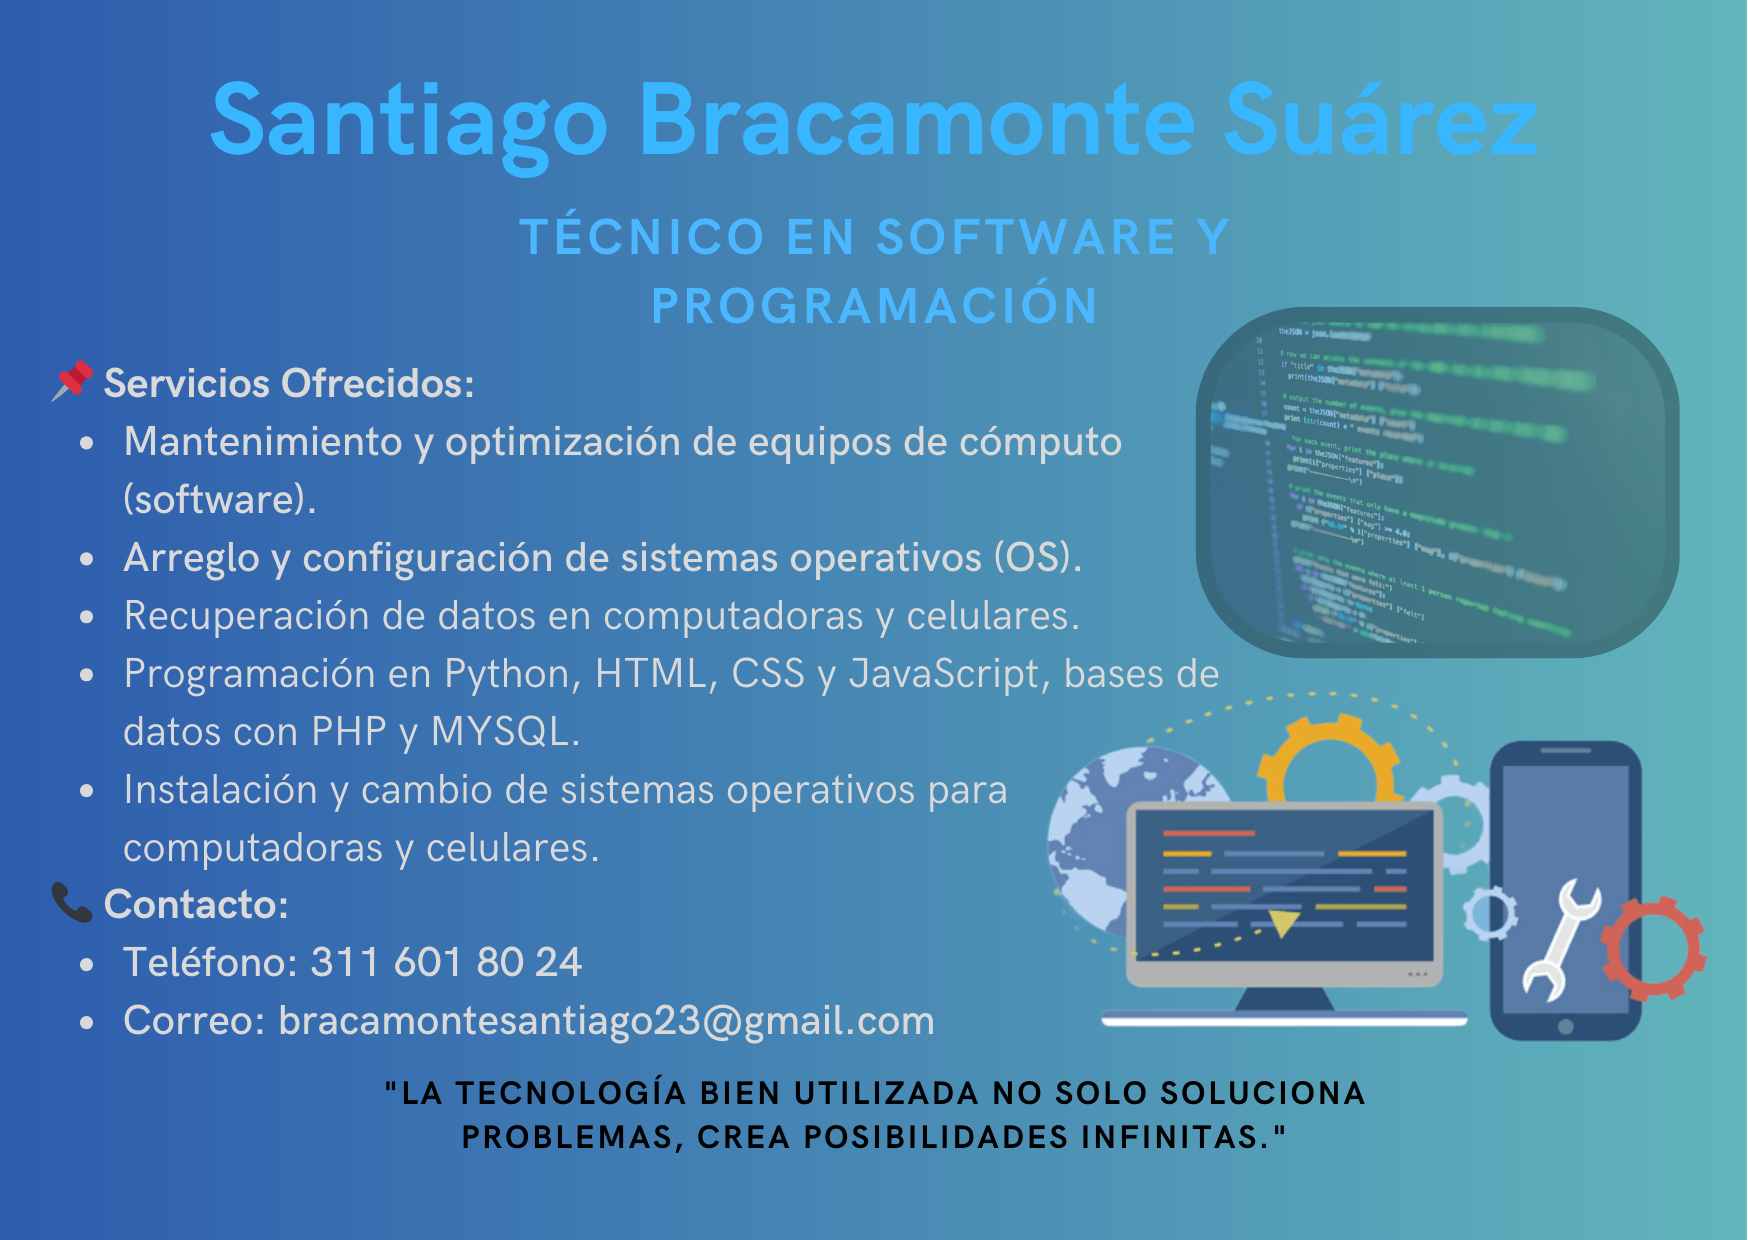 Santiago Bracamonte Suárez
TÉCNICO EN SOFTWARE Y
PROGRAMACIÓN
📌 Servicios Ofrecidos:
• Mantenimiento y optimización de equipos de cómputo
(software).
• Arreglo y configuración de sistemas operativos (OS).
• Recuperación de datos en computadoras y celulares.
• Programación en Python, HTML, CSS y JavaScript, bases de
datos con PHP y MYSQL.
• Instalación y cambio de sistemas operativos para
computadoras y celulares.
📞 Contacto:
• Teléfono: 311 601 80 24
• Correo: bracamontesantiago23@gmail.com
"LA TECNOLOGÍA BIEN UTILIZADA NO SOLO SOLUCIONA
PROBLEMAS, CREA POSIBILIDADES INFINITAS."